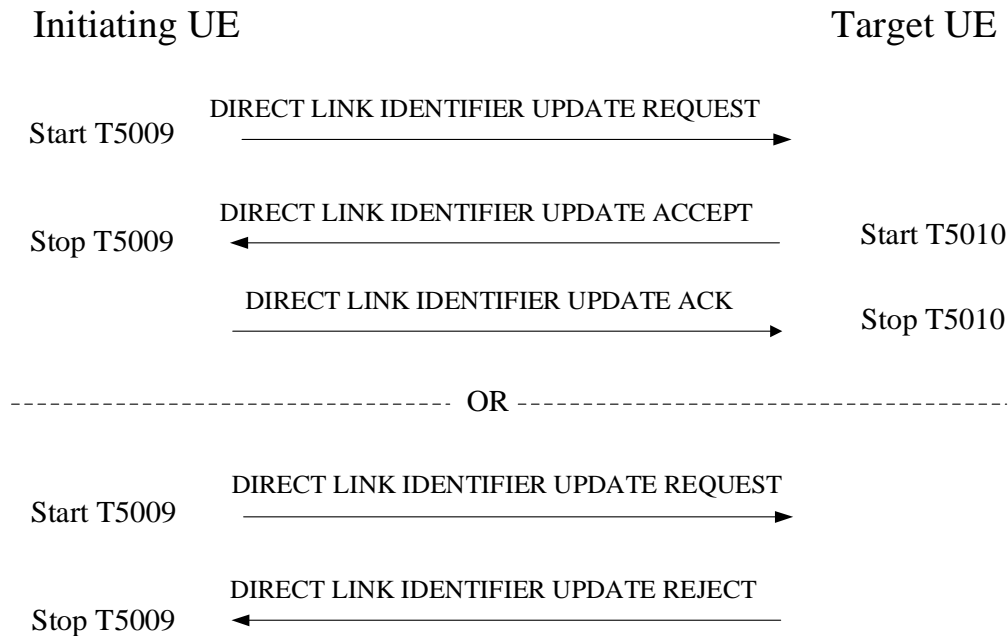 Initiating UE
Target UE
DIRECT LINK IDENTIFIER UPDATE REQUEST
Start T5009
DIRECT LINK IDENTIFIER UPDATE ACCEPT
Stop T5009
Start T5010
DIRECT LINK IDENTIFIER UPDATE ACK
Stop T5010
OR
DIRECT LINK IDENTIFIER UPDATE REQUEST
Start T5009
DIRECT LINK IDENTIFIER UPDATE REJECT
Stop T5009